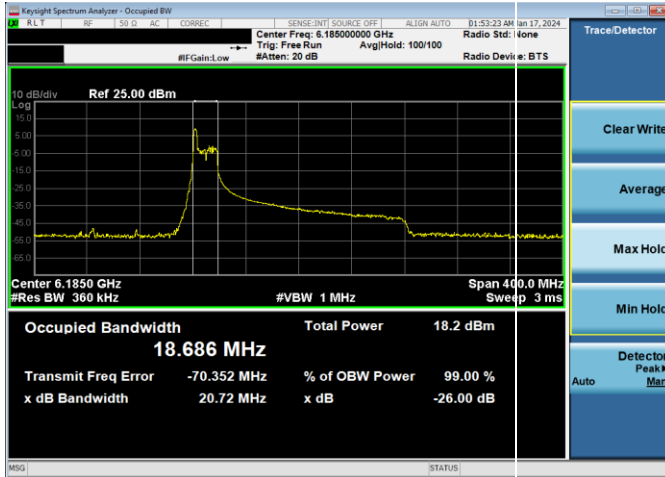 Keysight Spectrum Analyzer - Occupied BW
RLT RF 50 Ω AC CORREC SENSE:INT SOURCE OFF ALIGN AUTO 01:53:23 AM Jan 17, 2024
Center Freq: 6.185000000 GHz Radio Std: None
Trig: Free Run Avg|Hold: 100/100
#IFGain:Low #Atten: 20 dB Radio Device: BTS
10 dB/div Ref 25.00 dBm
Log
15.0
5.00
-5.00
-15.0
-25.0
-35.0
-45.0
-55.0
-65.0
Center 6.1850 GHz Span 400.0 MHz
#Res BW 360 kHz #VBW 1 MHz Sweep 3 ms
Occupied Bandwidth Total Power 18.2 dBm
18.686 MHz
Transmit Freq Error -70.352 MHz % of OBW Power 99.00 %
x dB Bandwidth 20.72 MHz x dB -26.00 dB
MSG STATUS
Trace/Detector
Clear Write
Average
Max Hold
Min Hold
Detector
Peak▶
Auto Man